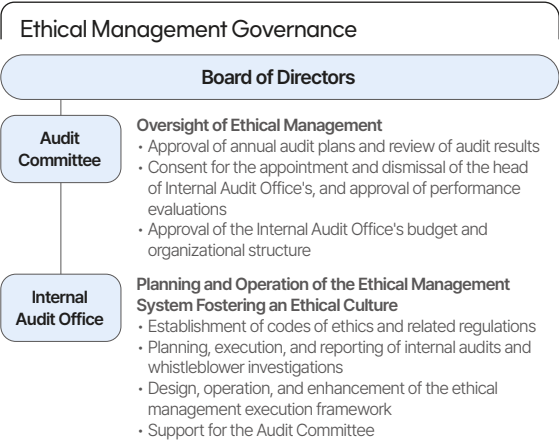 Ethical Management Governance
Board of Directors
Audit
Committee
Oversight of Ethical Management
• Approval of annual audit plans and review of audit results
• Consent for the appointment and dismissal of the head
of Internal Audit Office's, and approval of performance
evaluations
• Approval of the Internal Audit Office's budget and
organizational structure
Internal
Audit Office
Planning and Operation of the Ethical Management
System Fostering an Ethical Culture
• Establishment of codes of ethics and related regulations
• Planning, execution, and reporting of internal audits and
whistleblower investigations
• Design, operation, and enhancement of the ethical
management execution framework
• Support for the Audit Committee